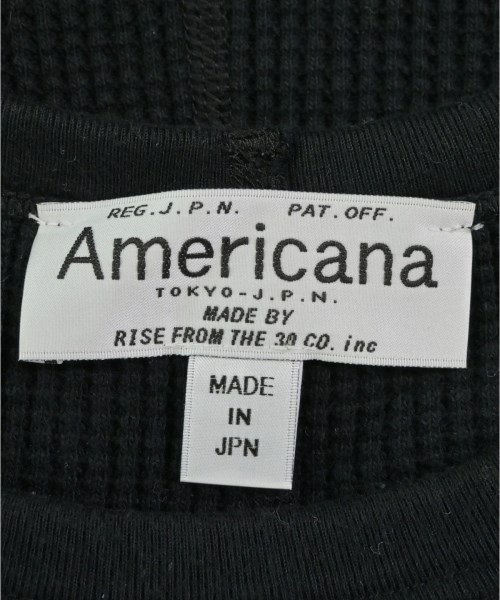 REG.J.P.N. PAT.OFF.
Americana
TOKYO-J.P.N.
MADE BY
RISE FROM THE 30 CO. inc
MADE
IN
JPN